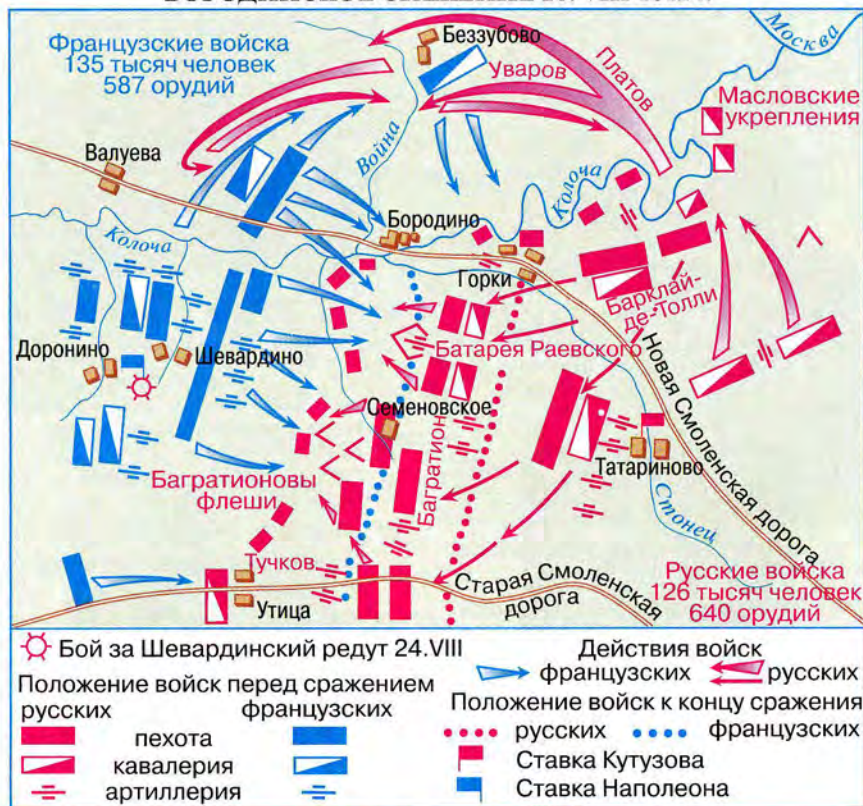 Москва
Французские войска
135 тысяч человек
587 орудий
Беззубово
Уваров
Платов
Масловские
укрепления
Война
Валуева
Колоча
Бородино
Колоча
Горки
Барклай-
де-Толли
Батарея Раевского
Доронино
Шевардино
Новая Смоленская дорога
Семеновское
Татариново
Багратионовы
флеши
Багратион
Стонец
Тучков
Утица
Старая Смоленская
дорога
Русские войска
126 тысяч человек
640 орудий
Бой за Шевардинский редут 24.VIII
Действия войск
французских
русских
Положение войск перед сражением
русских
французских
пехота
кавалерия
артиллерия
Положение войск к концу сражения
русских
французских
Ставка Кутузова
Ставка Наполеона